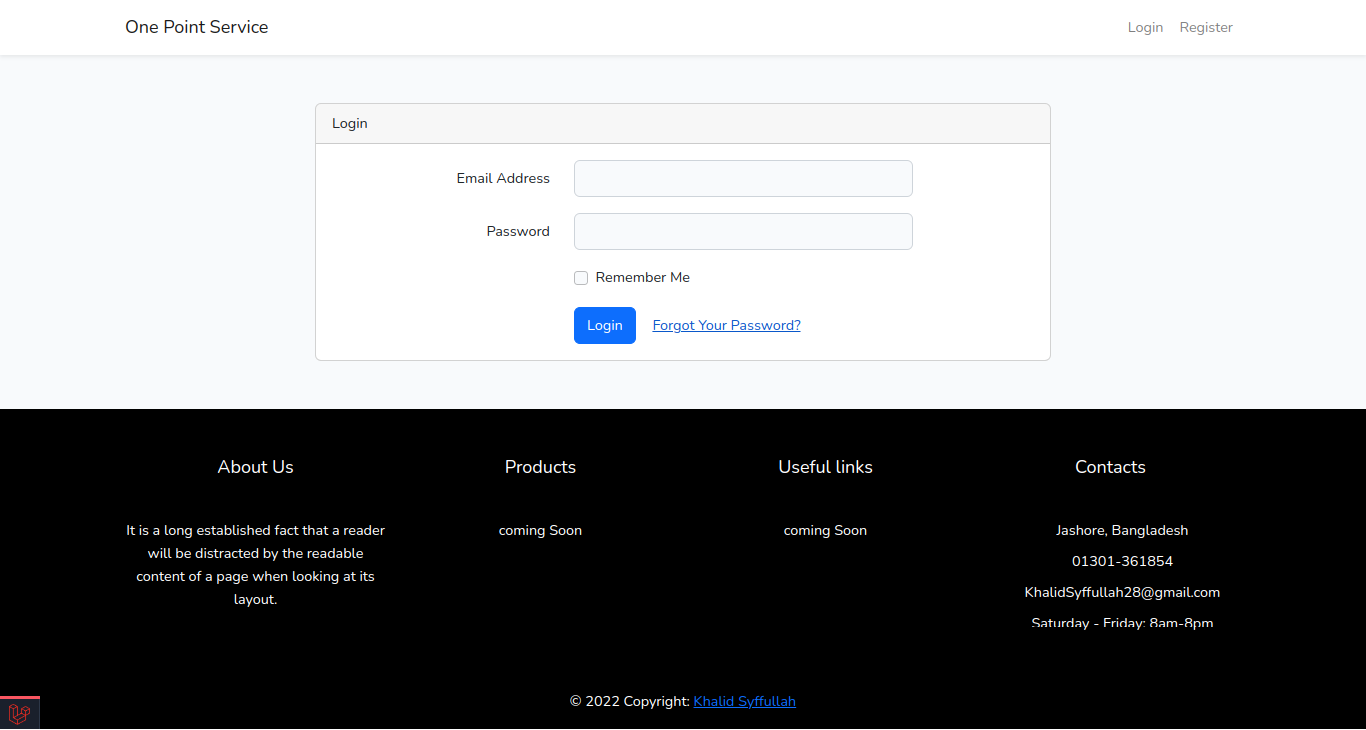 One Point Service
Login
Register
Login
Email Address
Password
Remember Me
Login
Forgot Your Password?
About Us
It is a long established fact that a reader
will be distracted by the readable
content of a page when looking at its
layout.
Products
coming Soon
Useful links
coming Soon
Contacts
Jashore, Bangladesh
01301-361854
KhalidSyffullah28@gmail.com
Saturday - Friday: 8am-8pm
© 2022 Copyright: Khalid Syffullah